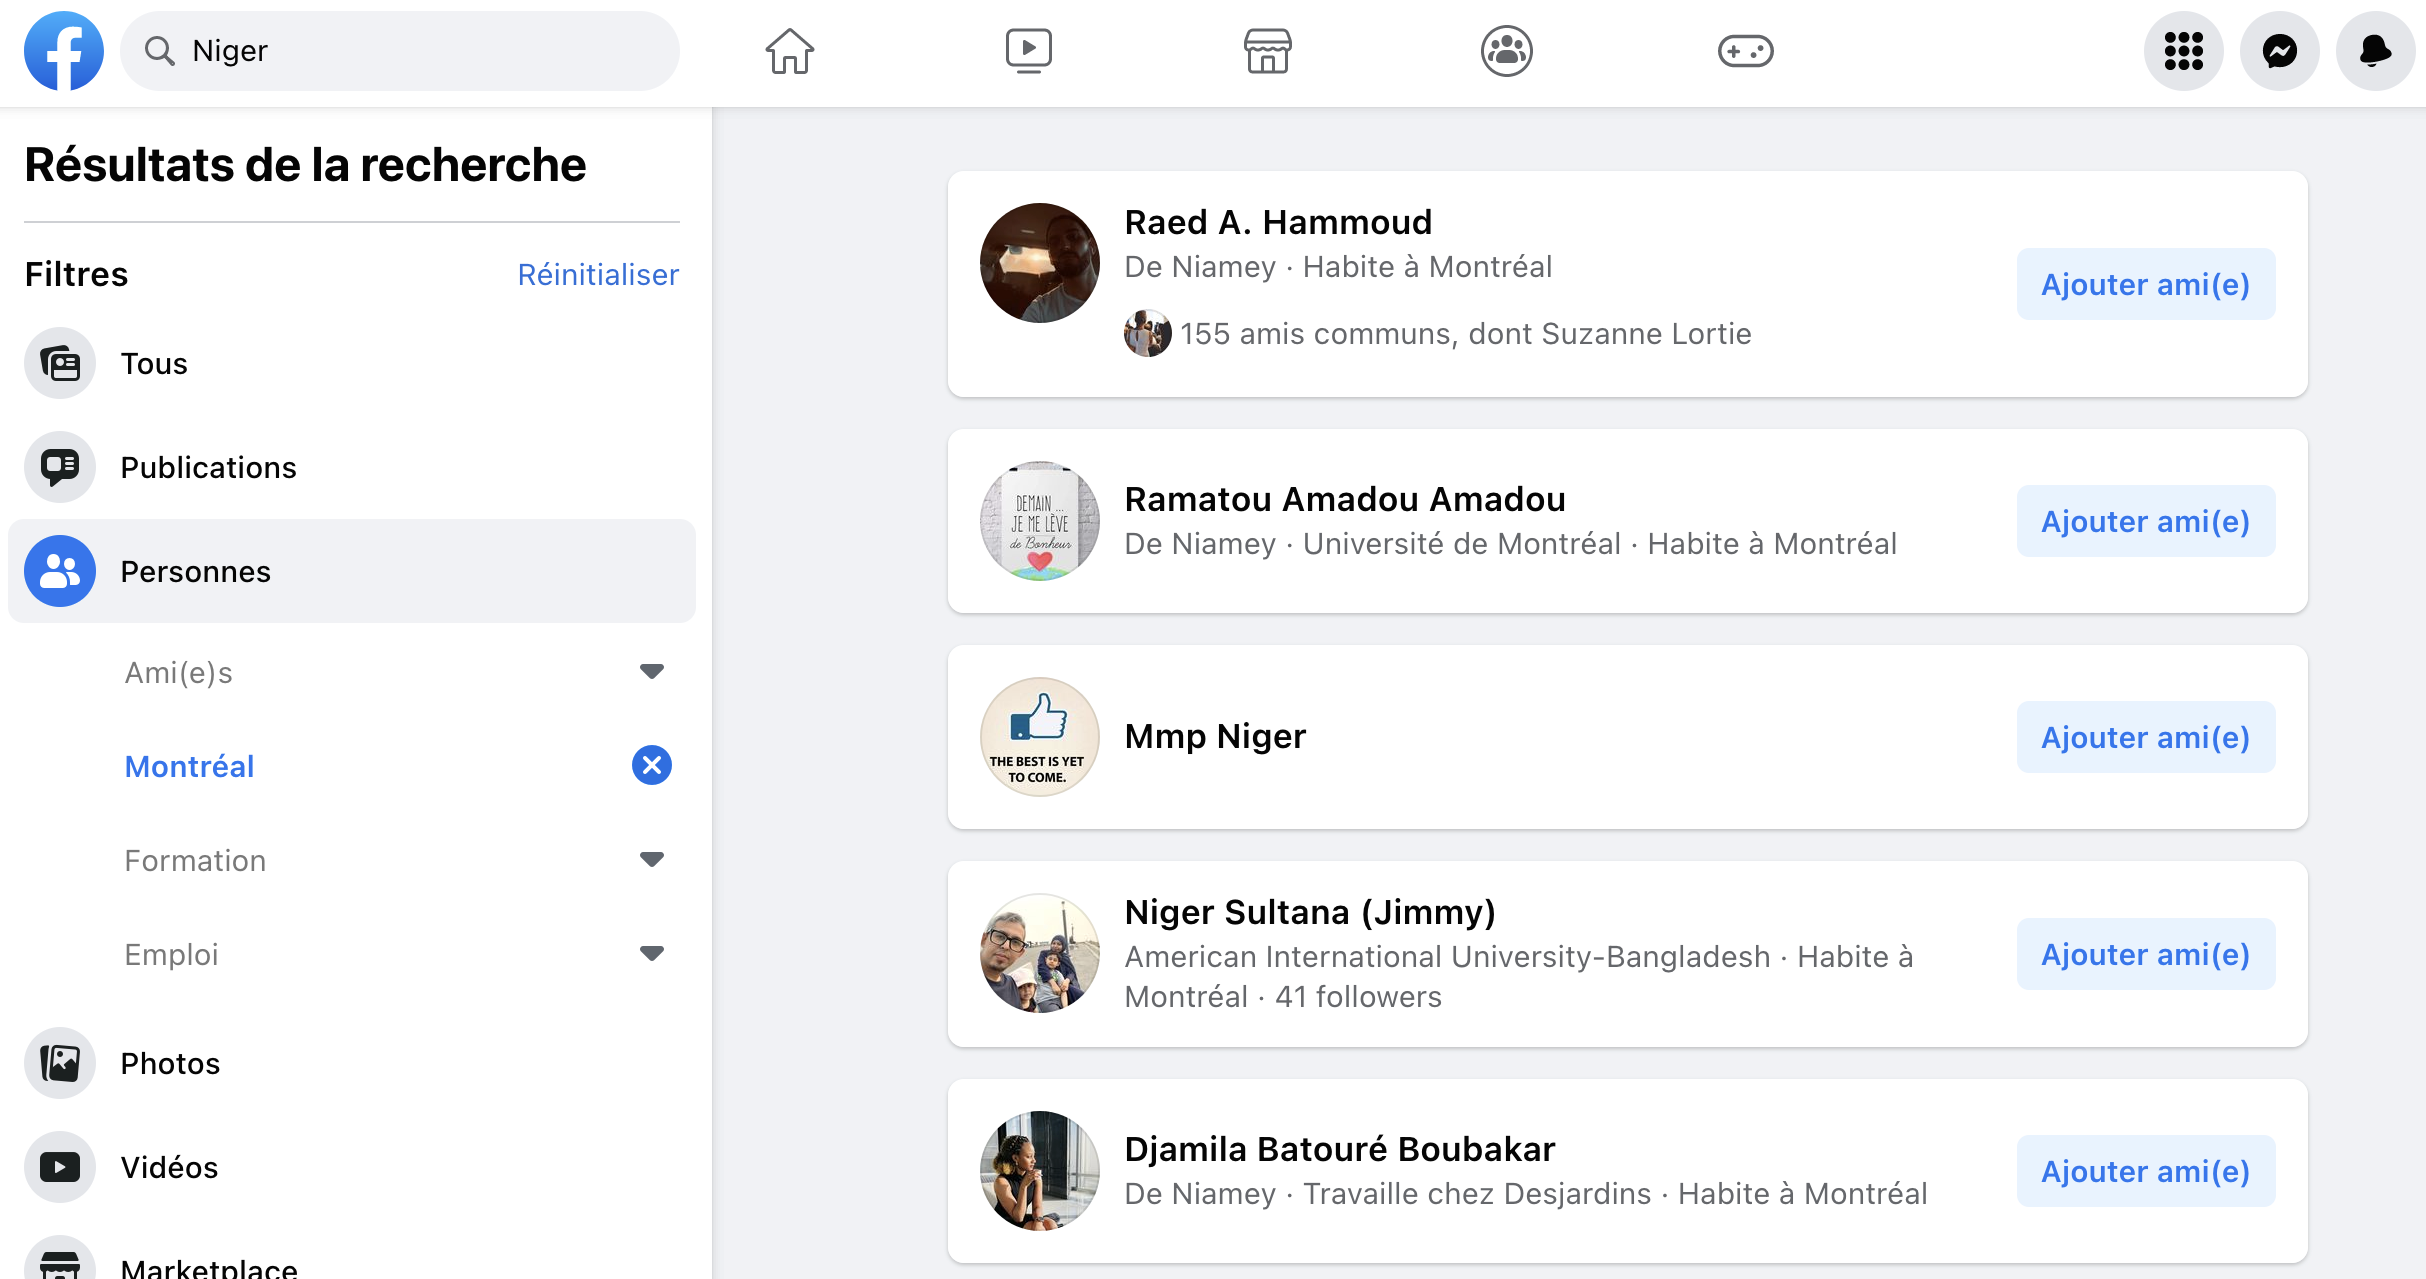 Niger
Résultats de la recherche
Filtres
Réinitialiser
Tous
Publications
Personnes
Ami(e)s
Montréal
Formation
Emploi
Photos
Vidéos
Marketplace
Raed A. Hammoud
De Niamey · Habite à Montréal
155 amis communs, dont Suzanne Lortie
Ajouter ami(e)
DEMAIN ...
JE ME LÈVE
de Bonheur
Ramatou Amadou Amadou
De Niamey · Université de Montréal · Habite à Montréal
Ajouter ami(e)
THE BEST IS YET
TO COME.
Mmp Niger
Ajouter ami(e)
Niger Sultana (Jimmy)
American International University-Bangladesh · Habite à
Montréal · 41 followers
Ajouter ami(e)
Djamila Batouré Boubakar
De Niamey · Travaille chez Desjardins · Habite à Montréal
Ajouter ami(e)